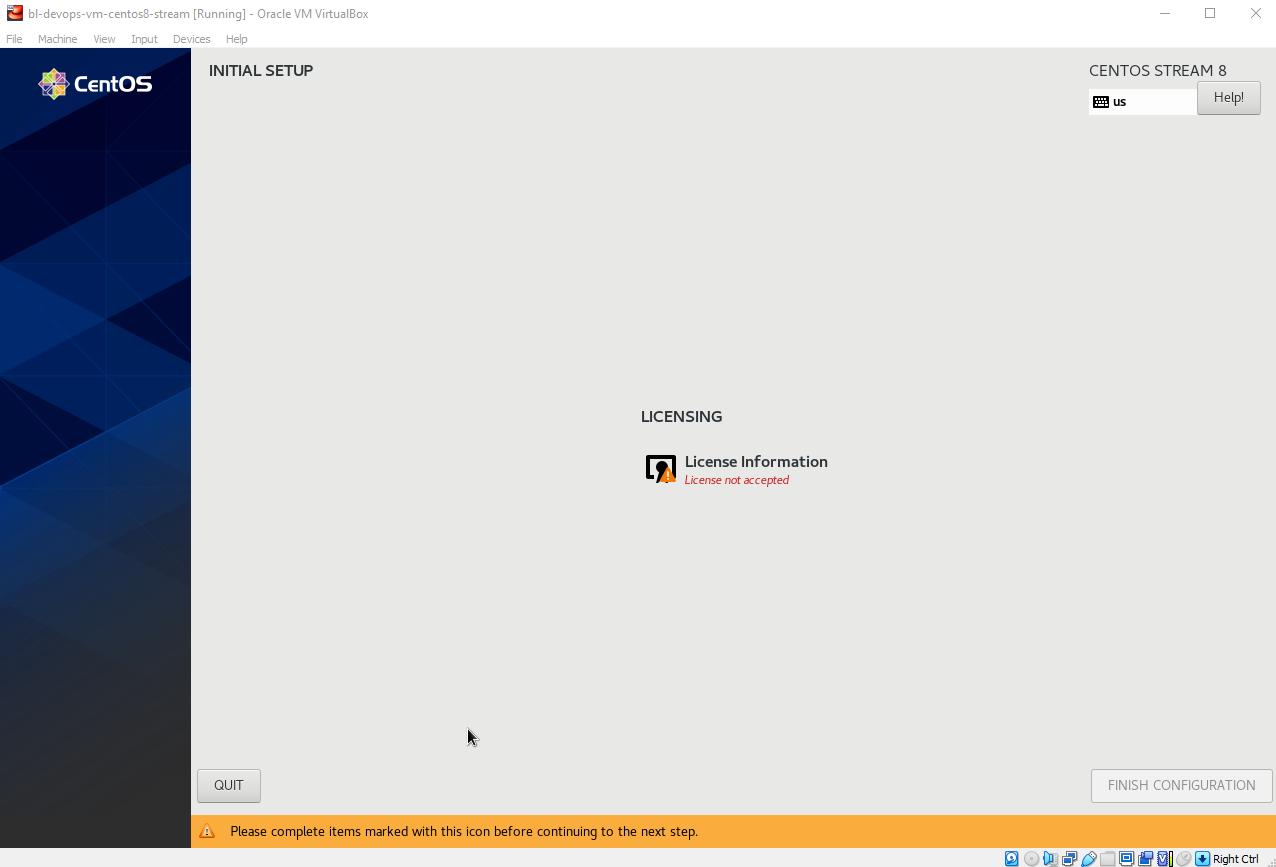 bl-devops-vm-centos8-stream [Running] - Oracle VM VirtualBox
File Machine View Input Devices Help
CentOS
INITIAL SETUP
CENTOS STREAM 8
us
Help!
LICENSING
License Information
License not accepted
QUIT
FINISH CONFIGURATION
Please complete items marked with this icon before continuing to the next step.
Right Ctrl